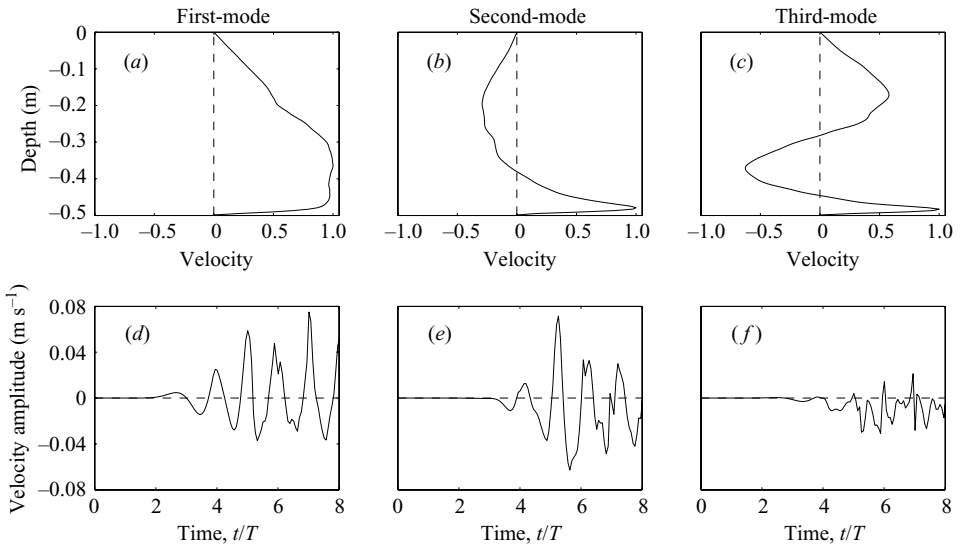 First-mode Second-mode Third-mode
0
–0.1
–0.2
–0.3
–0.4
–0.5
Depth (m)
(a) (b) (c)
–1.0 –0.5 0 0.5 1.0 –1.0 –0.5 0 0.5 1.0 –1.0 –0.5 0 0.5 1.0
Velocity Velocity Velocity
0.08
0.04
0
–0.04
–0.08
Velocity amplitude (m s⁻¹)
(d) (e) (f)
0 2 4 6 8 0 2 4 6 8 0 2 4 6 8
Time, t/T Time, t/T Time, t/T